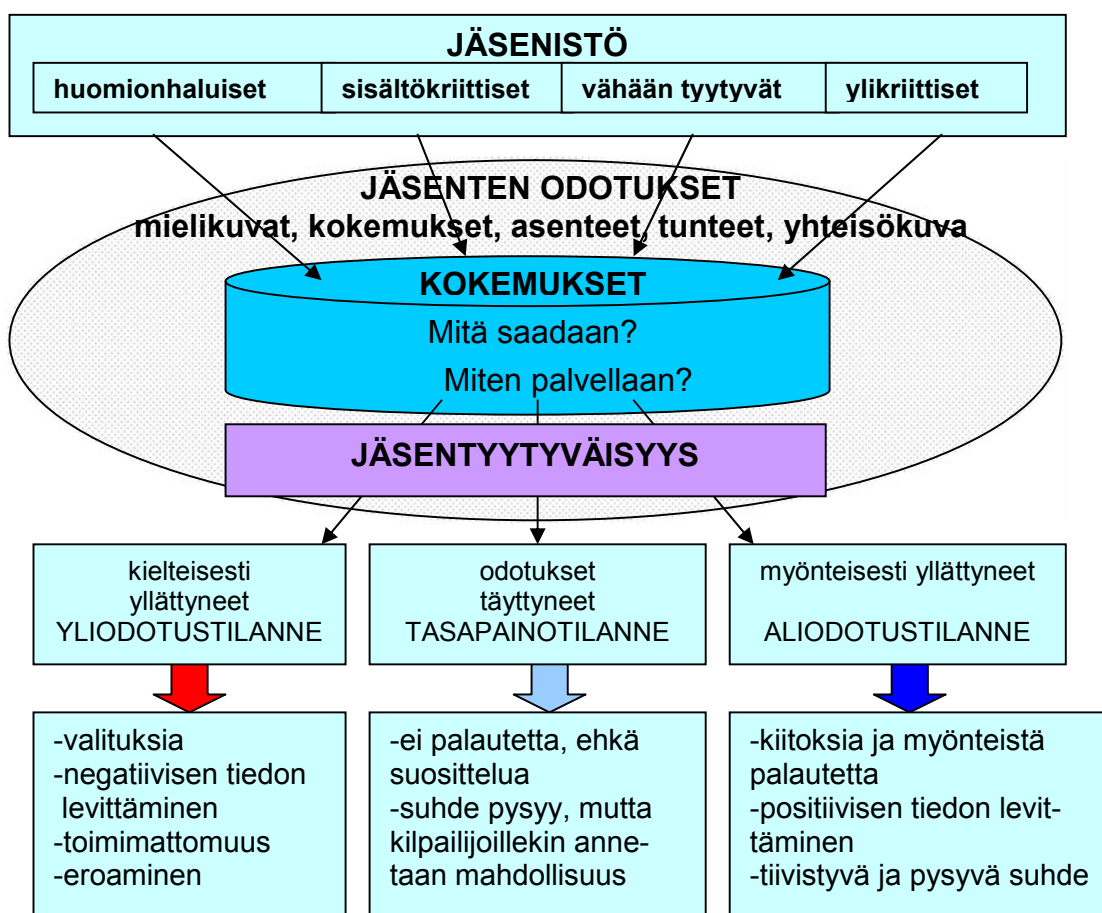 JÄSENISTÖ
huomionhaluiset
sisältökriittiset
vähään tyytyvät
ylikriittiset
JÄSENTEN ODOTUKSET
mielikuvat, kokemukset, asenteet, tunteet, yhteisökuva
KOKEMUKSET
Mitä saadaan?
Miten palvellaan?
JÄSENTYYTYVÄISYYS
kielteisesti
yllättyneet
YLIODOTUSTILANNE
odotukset
täyttyneet
TASAPAINOTILANNE
myönteisesti yllättyneet
ALIODOTUSTILANNE
-valituksia
-negatiivisen tiedon
levittäminen
-toimimattomuus
-eroaminen
-ei palautetta, ehkä
suosittelua
-suhde pysyy, mutta
kilpailijoillekin anne-
taan mahdollisuus
-kiitoksia ja myönteistä
palautetta
-positiivisen tiedon levit-
täminen
-tiivistyvä ja pysyvä suhde